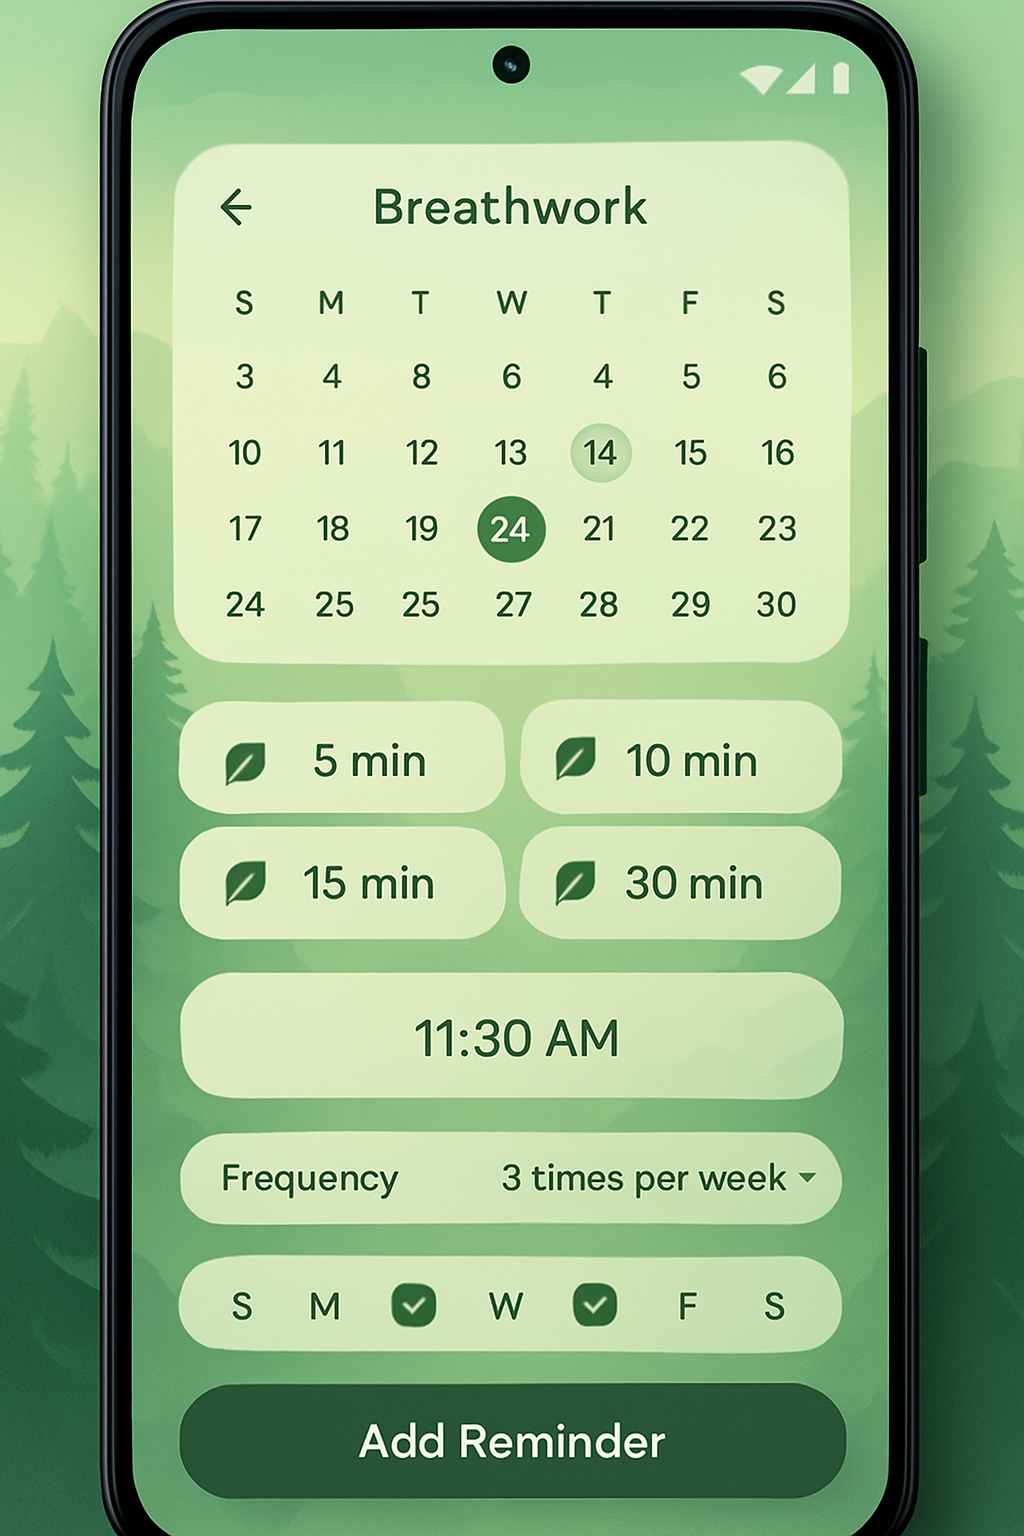 Breathwork
S M T W T F S
3 4 8 6 4 5 6
10 11 12 13 14 15 16
17 18 19 24 21 22 23
24 25 25 27 28 29 30
5 min 10 min
15 min 30 min
11:30 AM
Frequency 3 times per week
S M W F S
Add Reminder